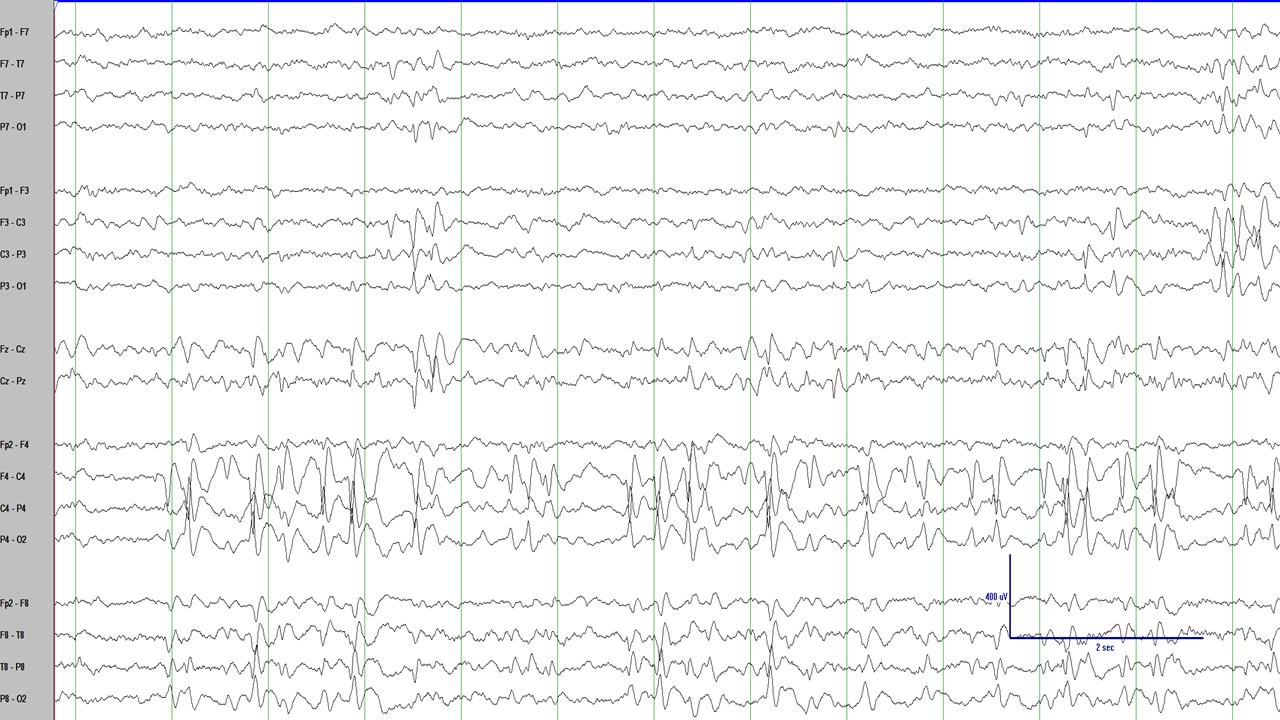 Fp1 - F7
F7 - T7
T7 - P7
P7 - O1
Fp1 - F3
F3 - C3
C3 - P3
P3 - O1
Fz - Cz
Cz - Pz
Fp2 - F4
F4 - C4
C4 - P4
P4 - O2
Fp2 - F8
F8 - T8
T8 - P8
P8 - O2
400 uV
2 sec